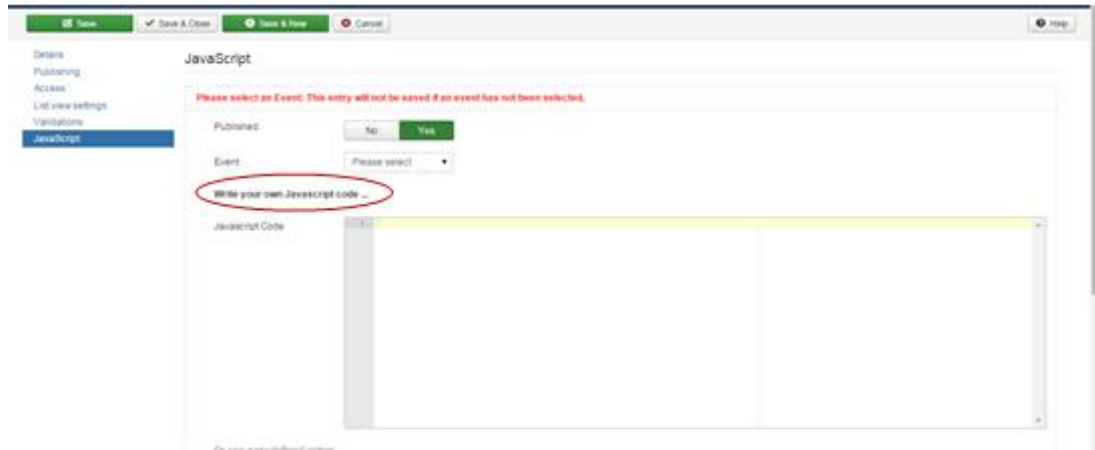 Save Save & Close Save & New Cancel Help
Details
Publishing
Access
List view settings
Validations
JavaScript
JavaScript
Please select an Event: This entry will not be saved if an event has not been selected.
Published No Yes
Event Please select
Write your own Javascript code ...
Javascript Code 1